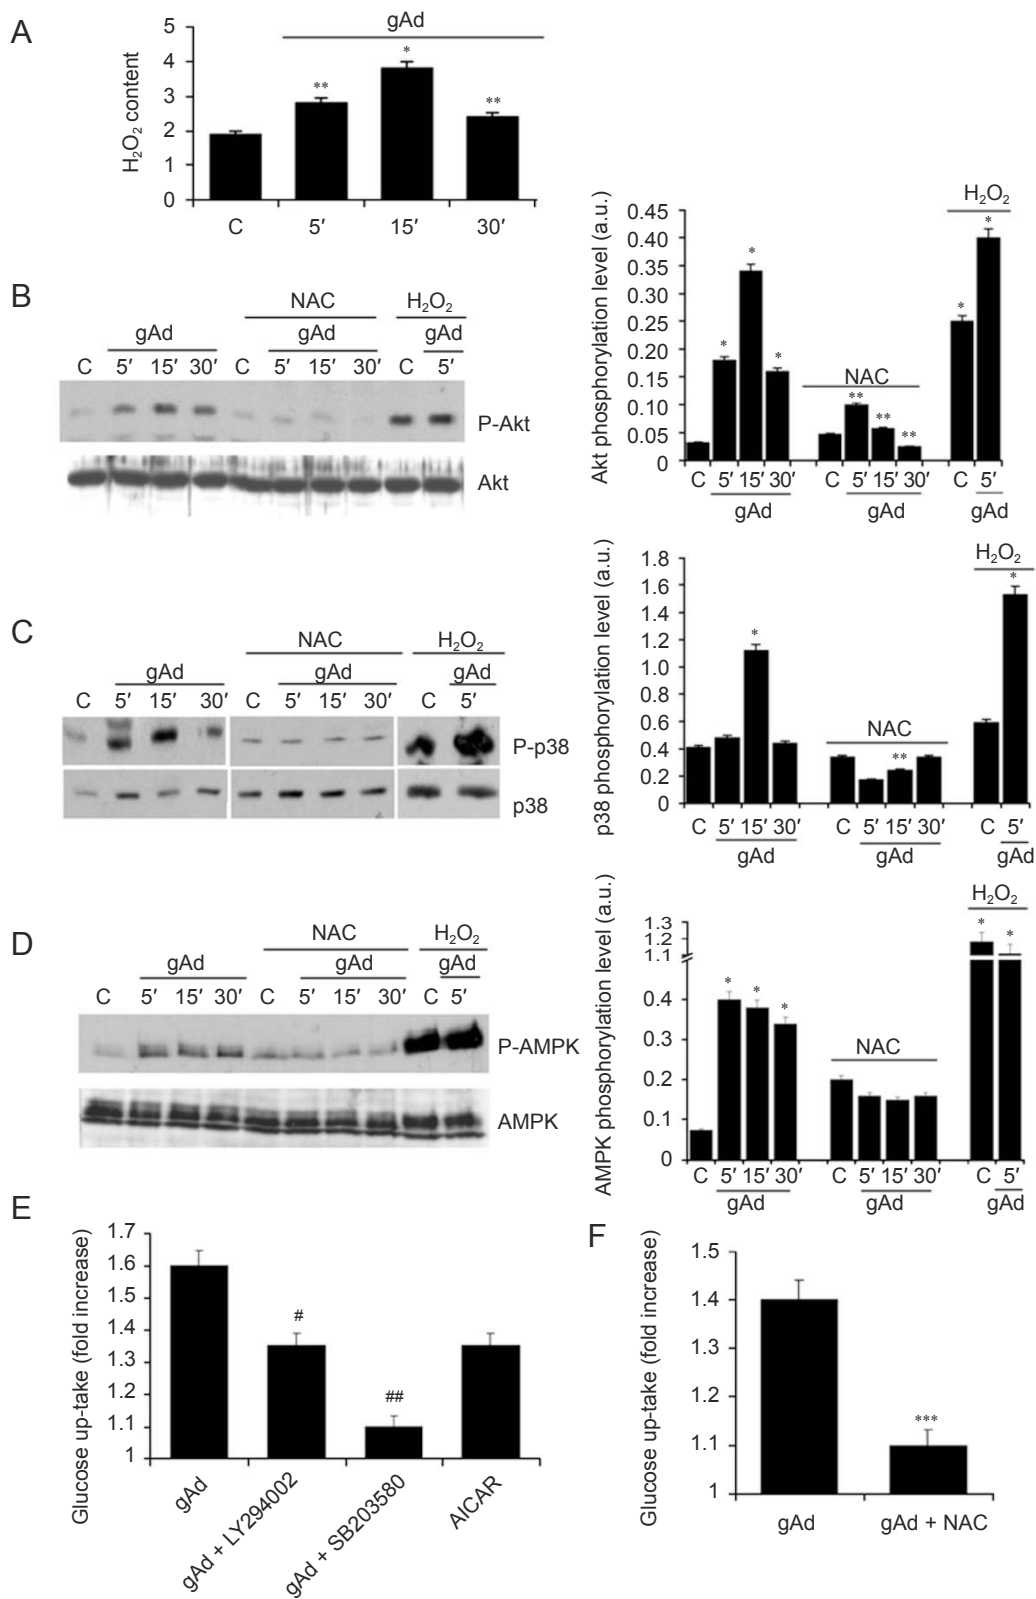 A
gAd
H₂O₂ content
5
4
3
2
1
0
**
*
**
C 5′ 15′ 30′
B
NAC H₂O₂
gAd gAd gAd
C 5′ 15′ 30′ C 5′ 15′ 30′ C 5′
P-Akt
Akt
Akt phosphorylation level (a.u.)
0.45
0.40
0.35
0.30
0.25
0.20
0.15
0.10
0.05
0
H₂O₂
NAC
* * * ** ** ** * *
C 5′ 15′ 30′ C 5′ 15′ 30′ C 5′
gAd gAd gAd
C
NAC H₂O₂
gAd gAd gAd
C 5′ 15′ 30′ C 5′ 15′ 30′ C 5′
P-p38
p38
p38 phosphorylation level (a.u.)
1.8
1.6
1.4
1.2
1.0
0.8
0.6
0.4
0.2
0
H₂O₂
NAC
* ** *
C 5′ 15′ 30′ C 5′ 15′ 30′ C 5′
gAd gAd gAd
D
NAC H₂O₂
gAd gAd gAd
C 5′ 15′ 30′ C 5′ 15′ 30′ C 5′
P-AMPK
AMPK
AMPK phosphorylation level (a.u.)
1.3
1.2
1.1
0.4
0.3
0.2
0.1
0
H₂O₂
NAC
* * * * *
C 5′ 15′ 30′ C 5′ 15′ 30′ C 5′
gAd gAd gAd
E
Glucose up-take (fold increase)
1.7
1.6
1.5
1.4
1.3
1.2
1.1
1
#
##
gAd
gAd + LY294002
gAd + SB203580
AICAR
F
Glucose up-take (fold increase)
1.5
1.4
1.3
1.2
1.1
1
***
gAd gAd + NAC